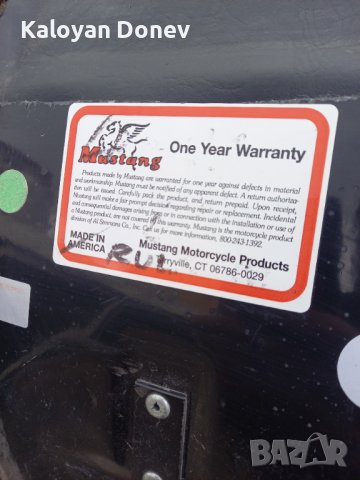 Kaloyan Donev
Mustang
One Year Warranty
Products made by Mustang are warranted for one year against defects in material
and workmanship. Mustang must be notified of any apparent defect. A return authoriza-
tion will be issued. Carefully pack the product, and return prepaid. Upon receipt,
Mustang will make a fair prompt decision regarding repair or replacement. Incidental
and consequential damages arising from or in connection with the installation or use of
a Mustang product, are not covered by this warranty. Mustang is the motorcycle product
division of Al Simmons Co., Inc. Call us for more information, 800-243-1392.
MADE IN
AMERICA
Mustang Motorcycle Products
rryville, CT 06786-0029
RUB
BAZAR